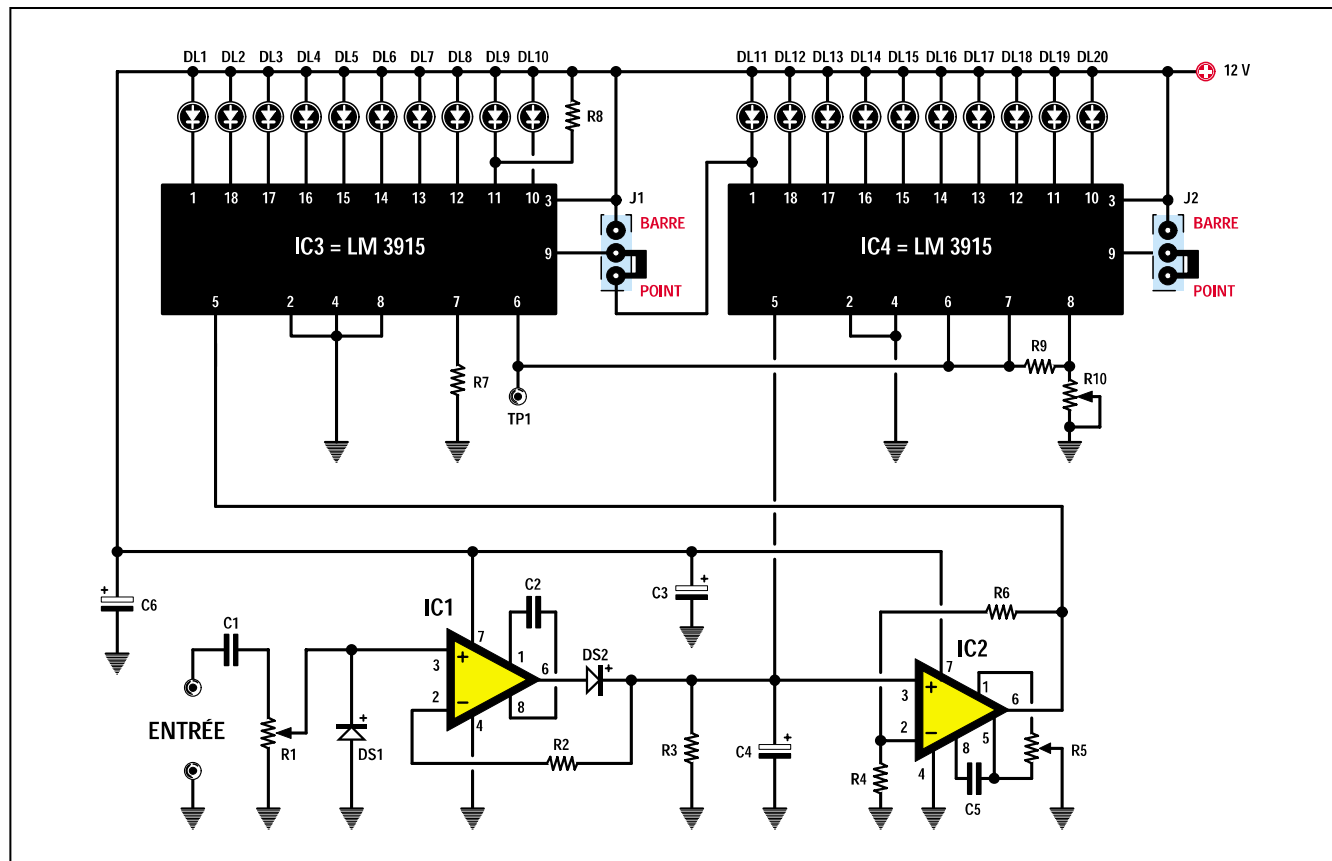 DL1 DL2 DL3 DL4 DL5 DL6 DL7 DL8 DL9 DL10 DL11 DL12 DL13 DL14 DL15 DL16 DL17 DL18 DL19 DL20
12 V
R8
1 18 17 16 15 14 13 12 11 10
3
J1
BARRE
IC3 = LM 3915
9
POINT
5 2 4 8 7 6
1 18 17 16 15 14 13 12 11 10
3
J2
BARRE
IC4 = LM 3915
9
POINT
5 2 4 6 7 8
R7
TP1
R9
R10
C6
C1
ENTRÉE
R1
DS1
+
IC1
C2
+
7
1
3
+
6
2
−
8
4
R2
DS2
+
C3
+
R3
C4
+
R6
IC2
7
1
3
+
6
2
−
5
8
4
R4
C5
R5